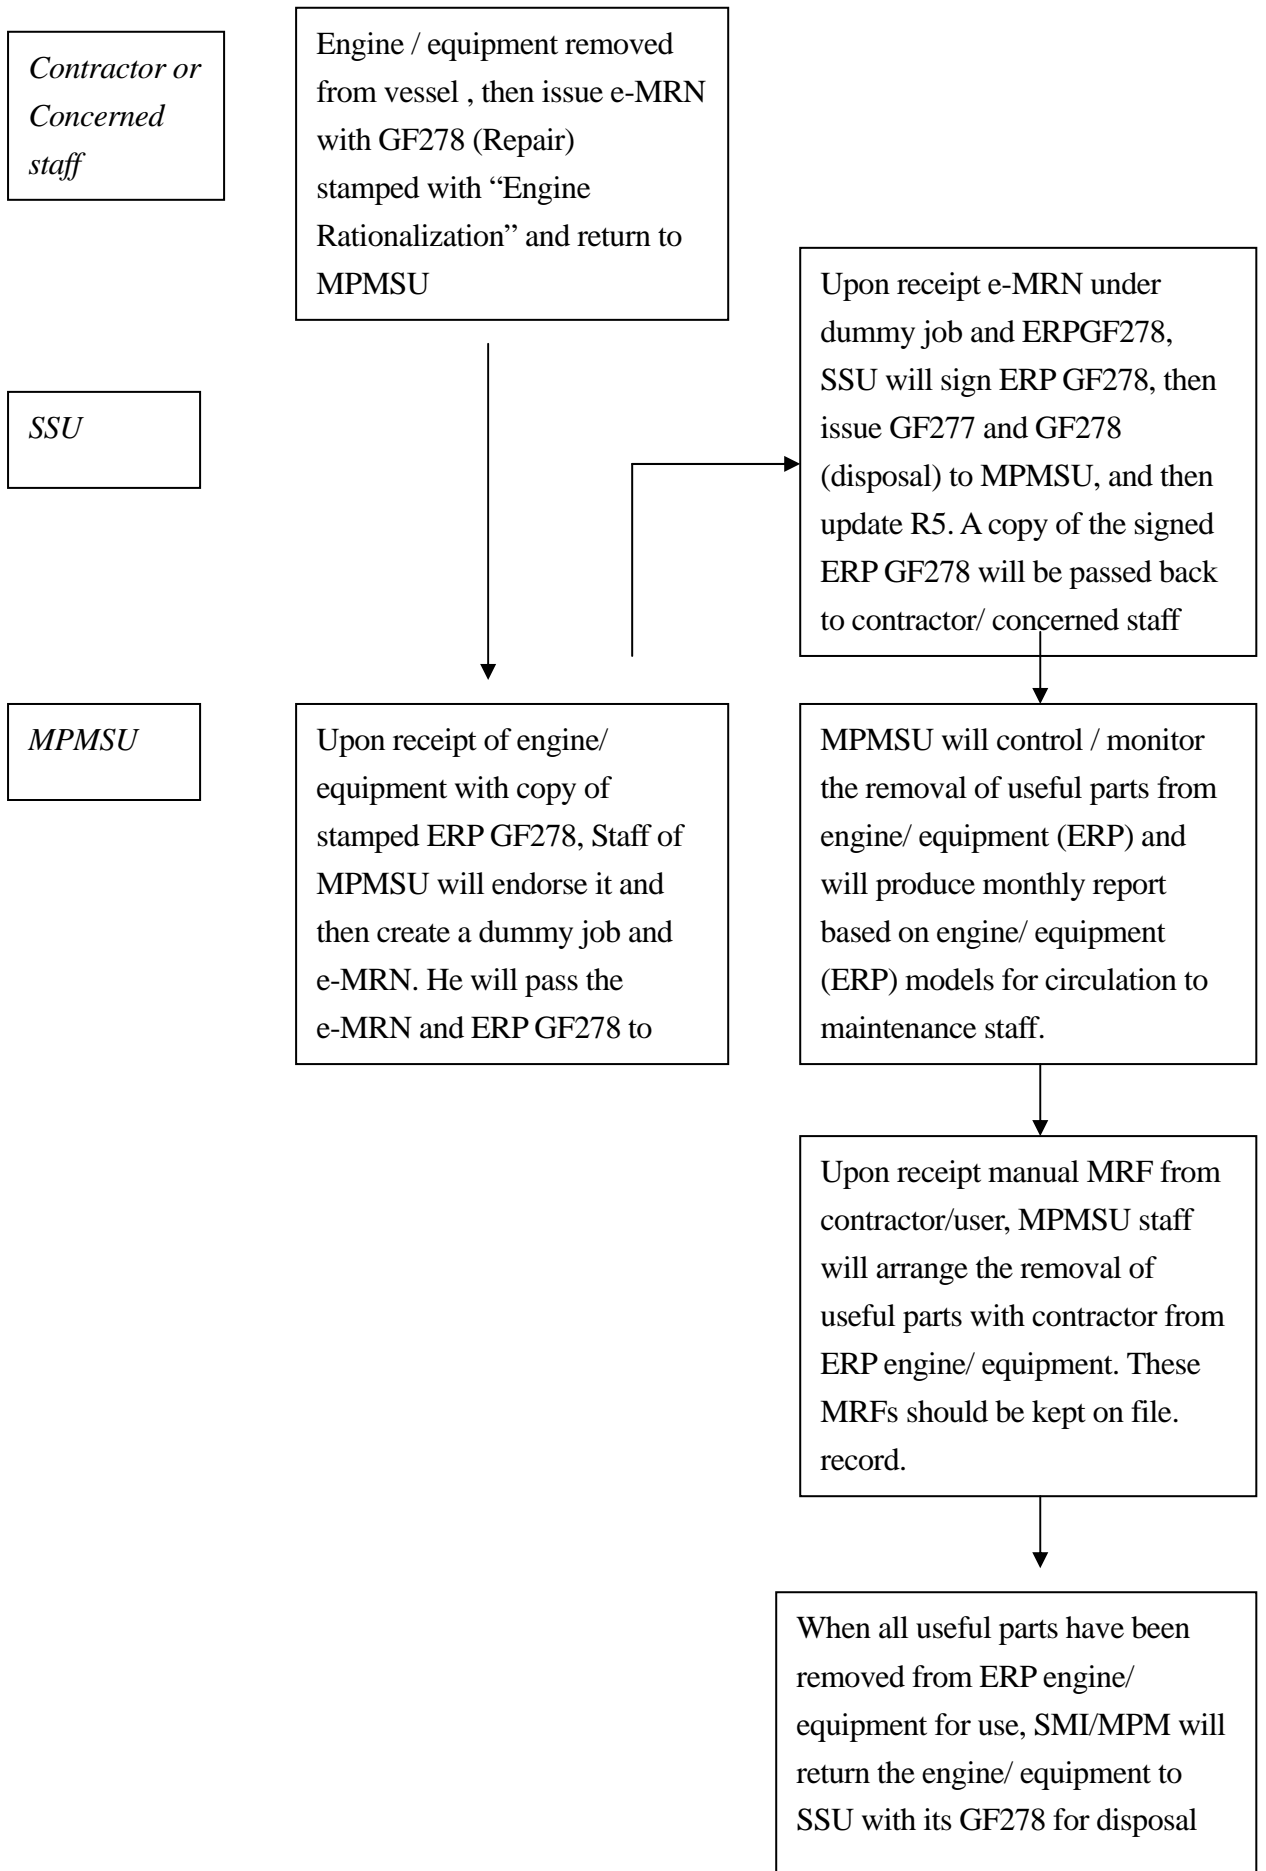 Contractor or
Concerned
staff
Engine / equipment removed
from vessel , then issue e-MRN
with GF278 (Repair)
stamped with “Engine
Rationalization” and return to
MPMSU
SSU
Upon receipt e-MRN under
dummy job and ERPGF278,
SSU will sign ERP GF278, then
issue GF277 and GF278
(disposal) to MPMSU, and then
update R5. A copy of the signed
ERP GF278 will be passed back
to contractor/ concerned staff
MPMSU
Upon receipt of engine/
equipment with copy of
stamped ERP GF278, Staff of
MPMSU will endorse it and
then create a dummy job and
e-MRN. He will pass the
e-MRN and ERP GF278 to
MPMSU will control / monitor
the removal of useful parts from
engine/ equipment (ERP) and
will produce monthly report
based on engine/ equipment
(ERP) models for circulation to
maintenance staff.
Upon receipt manual MRF from
contractor/user, MPMSU staff
will arrange the removal of
useful parts with contractor from
ERP engine/ equipment. These
MRFs should be kept on file.
record.
When all useful parts have been
removed from ERP engine/
equipment for use, SMI/MPM will
return the engine/ equipment to
SSU with its GF278 for disposal